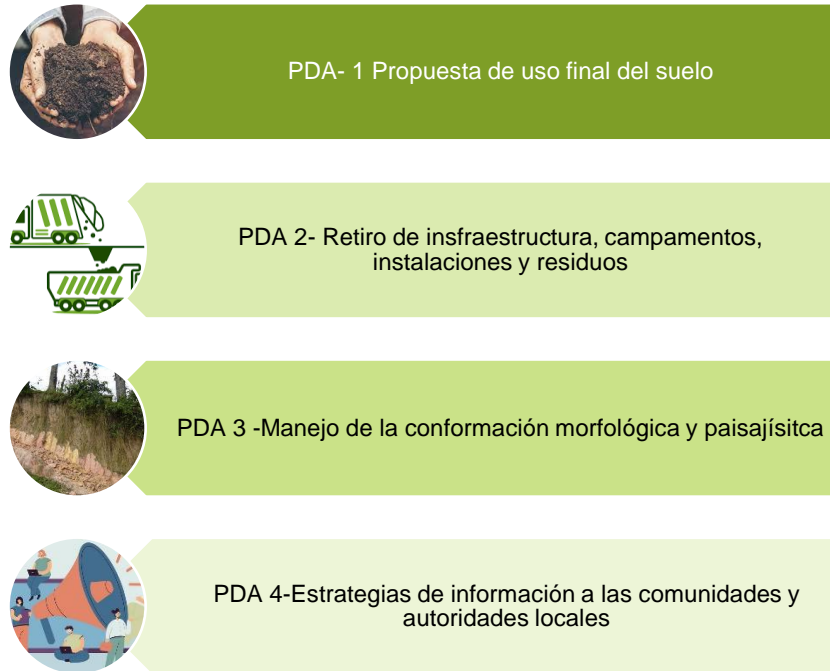 PDA- 1 Propuesta de uso final del suelo
PDA 2- Retiro de insfraestructura, campamentos,
instalaciones y residuos
PDA 3 -Manejo de la conformación morfológica y paisajísitca
PDA 4-Estrategias de información a las comunidades y
autoridades locales